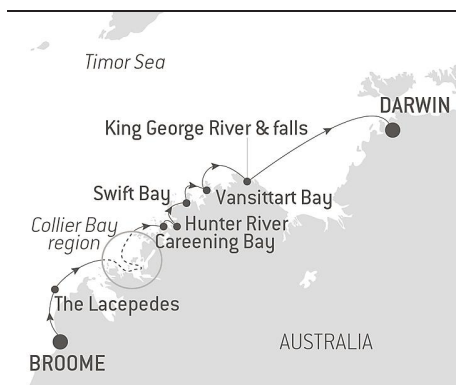 Timor Sea
DARWIN
King George River & falls
Swift Bay
Vansittart Bay
Collier Bay
region
Hunter River
Careening Bay
The Lacepedes
AUSTRALIA
BROOME